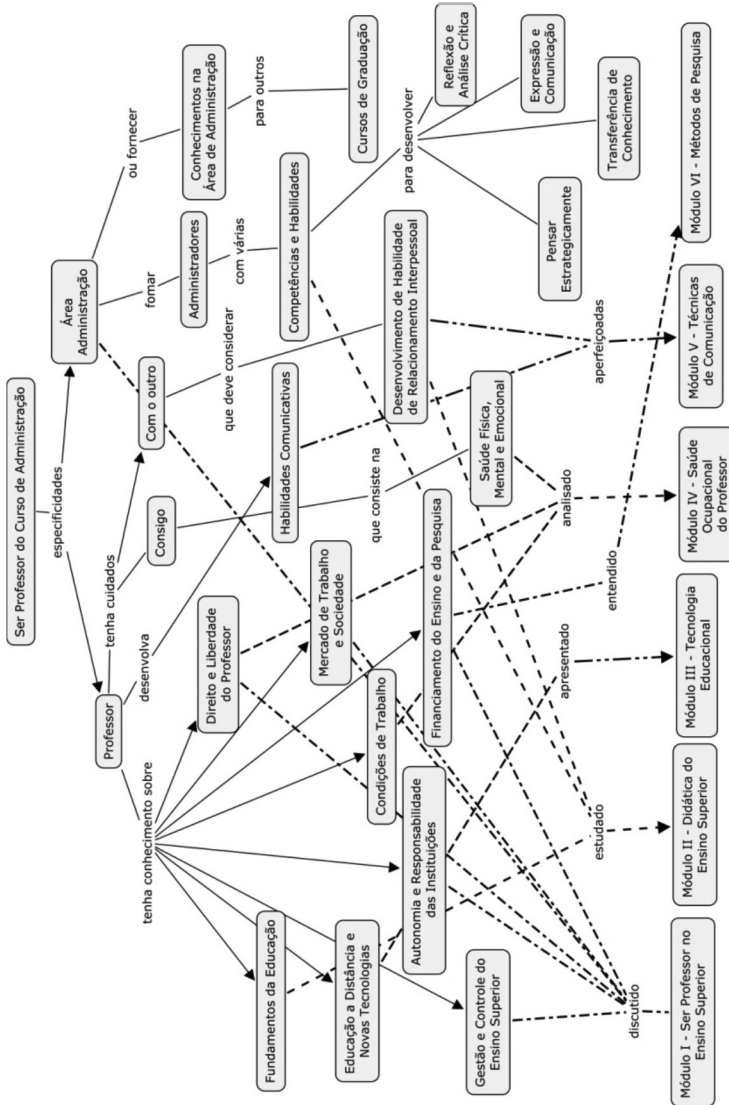 Ser Professor do Curso de Administração
especificidades
Professor
Área
Administração
tenha cuidados
ou fornecer
tenha conhecimento sobre
desenvolva
Consigo
Com o outro
fomar
Administradores
Conhecimentos na
Área de Administração
com várias
para outros
Direito e Liberdade
do Professor
que deve considerar
Fundamentos da Educação
Habilidades Comunicativas
Competências e Habilidades
Mercado de Trabalho
e Sociedade
Educação a Distância e
Novas Tecnologias
Condições de Trabalho
que consiste na
Cursos de Graduação
Autonomia e Responsabilidade
das Instituições
Desenvolvimento de Habilidade
de Relacionamento Interpessoal
para desenvolver
Financiamento do Ensino e da Pesquisa
Reflexão e
Análise Crítica
Gestão e Controle do
Ensino Superior
Saúde Física,
Mental e Emocional
Pensar
Estrategicamente
Expressão e
Comunicação
Transferência de
Conhecimento
apresentado
analisado
aperfeiçoadas
estudado
entendido
discutido
Módulo I - Ser Professor no
Ensino Superior
Módulo II - Didática do
Ensino Superior
Módulo III - Tecnologia
Educacional
Módulo IV - Saúde
Ocupacional
do Professor
Módulo V - Técnicas
de Comunicação
Módulo VI - Métodos de Pesquisa